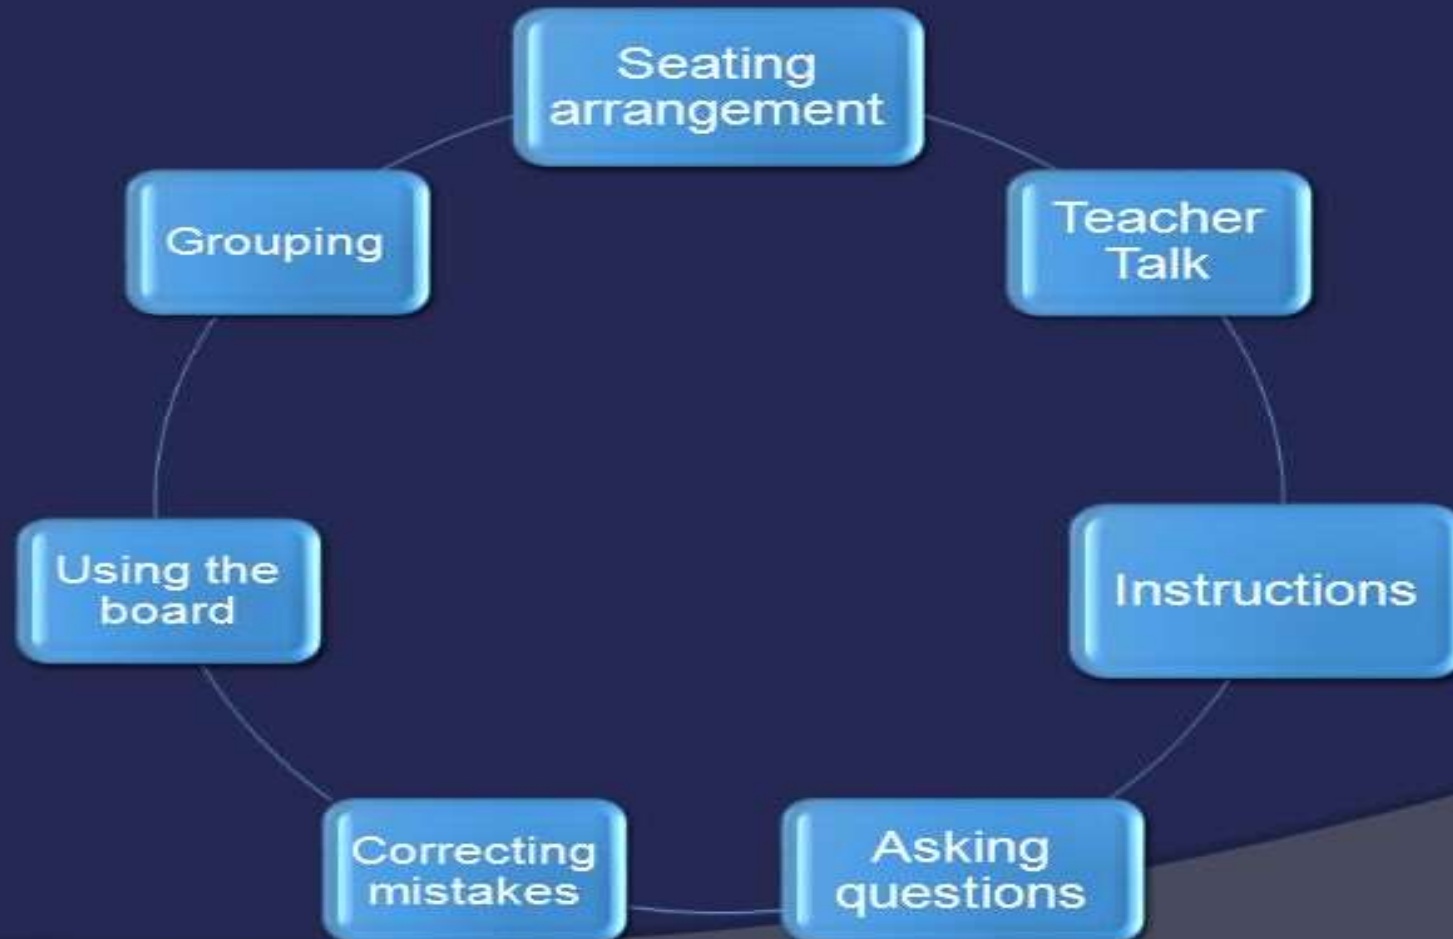 Seating
arrangement
Teacher
Talk
Instructions
Asking
questions
Correcting
mistakes
Using the
board
Grouping